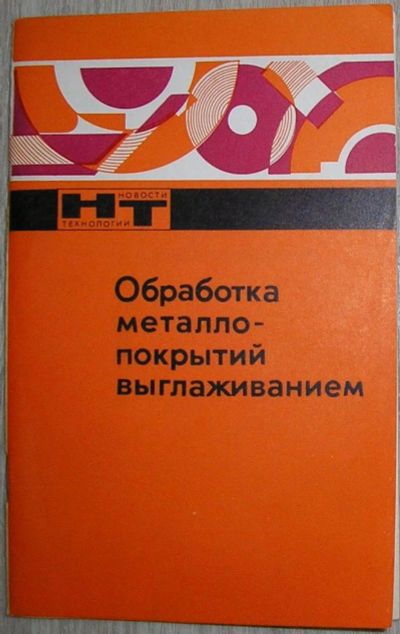 НТ
НОВОСТИ
ТЕХНОЛОГИИ
Обработка
металло-
покрытий
выглаживанием